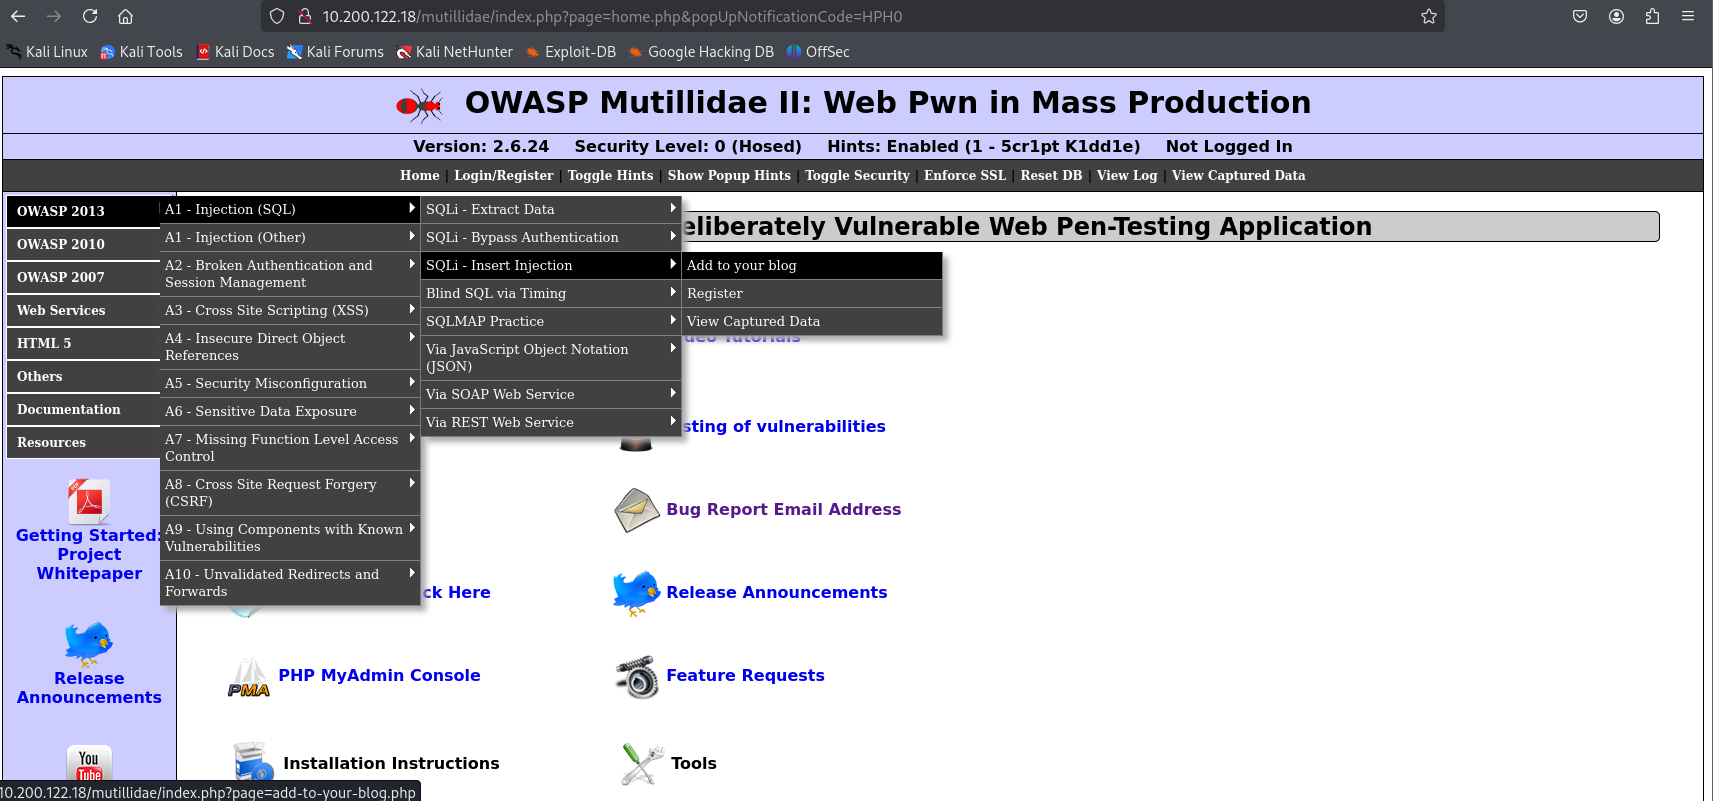 10.200.122.18/mutillidae/index.php?page=home.php&popUpNotificationCode=HPH0
Kali Linux Kali Tools Kali Docs Kali Forums Kali NetHunter Exploit-DB Google Hacking DB OffSec
OWASP Mutillidae II: Web Pwn in Mass Production
Version: 2.6.24 Security Level: 0 (Hosed) Hints: Enabled (1 - 5cr1pt K1dd1e) Not Logged In
Home | Login/Register | Toggle Hints | Show Popup Hints | Toggle Security | Enforce SSL | Reset DB | View Log | View Captured Data
OWASP 2013
OWASP 2010
OWASP 2007
Web Services
HTML 5
Others
Documentation
Resources
PDF
Getting Started:
Project
Whitepaper
Release
Announcements
You
Tube
A1 - Injection (SQL)
A1 - Injection (Other)
A2 - Broken Authentication and
Session Management
A3 - Cross Site Scripting (XSS)
A4 - Insecure Direct Object
References
A5 - Security Misconfiguration
A6 - Sensitive Data Exposure
A7 - Missing Function Level Access
Control
A8 - Cross Site Request Forgery
(CSRF)
A9 - Using Components with Known
Vulnerabilities
A10 - Unvalidated Redirects and
Forwards
SQLi - Extract Data
SQLi - Bypass Authentication
SQLi - Insert Injection
Blind SQL via Timing
SQLMAP Practice
Via JavaScript Object Notation
(JSON)
Via SOAP Web Service
Via REST Web Service
Add to your blog
Register
View Captured Data
eliberately Vulnerable Web Pen-Testing Application
deo Tutorials
sting of vulnerabilities
Bug Report Email Address
ck Here
Release Announcements
PMA
PHP MyAdmin Console
Feature Requests
Installation Instructions
Tools
10.200.122.18/mutillidae/index.php?page=add-to-your-blog.php